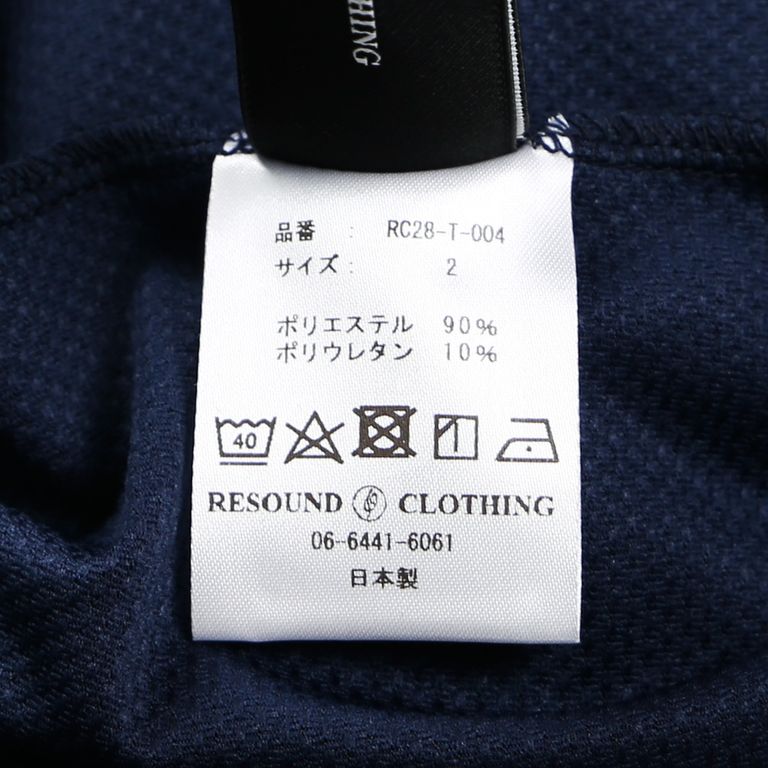 HING
品番 : RC28-T-004
サイズ : 2
ポリエステル 90%
ポリウレタン 10%
40
RESOUND CLOTHING
06-6441-6061
日本製